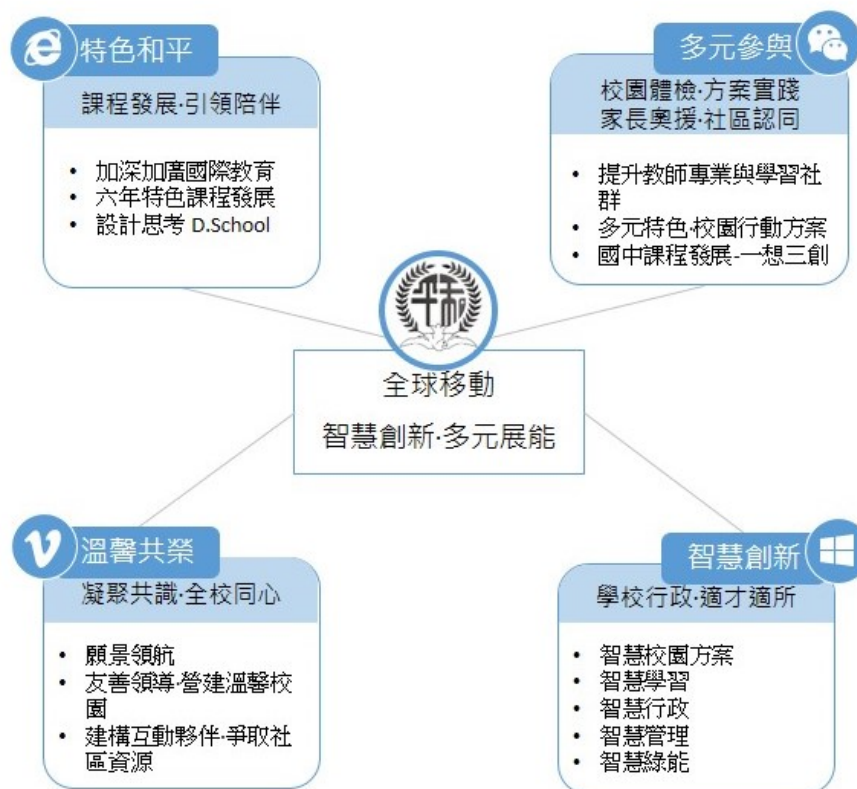 特色和平
課程發展·引領陪伴
• 加深加廣國際教育
• 六年特色課程發展
• 設計思考 D.School
多元參與
校園體檢·方案實踐
家長奧援·社區認同
• 提升教師專業與學習社
群
• 多元特色·校園行動方案
• 國中課程發展-一想三創
平和
全球移動
智慧創新·多元展能
溫馨共榮
凝聚共識·全校同心
• 願景領航
• 友善領導·營建溫馨校
園
• 建構互動夥伴·爭取社
區資源
智慧創新
學校行政·適才適所
• 智慧校園方案
• 智慧學習
• 智慧行政
• 智慧管理
• 智慧綠能